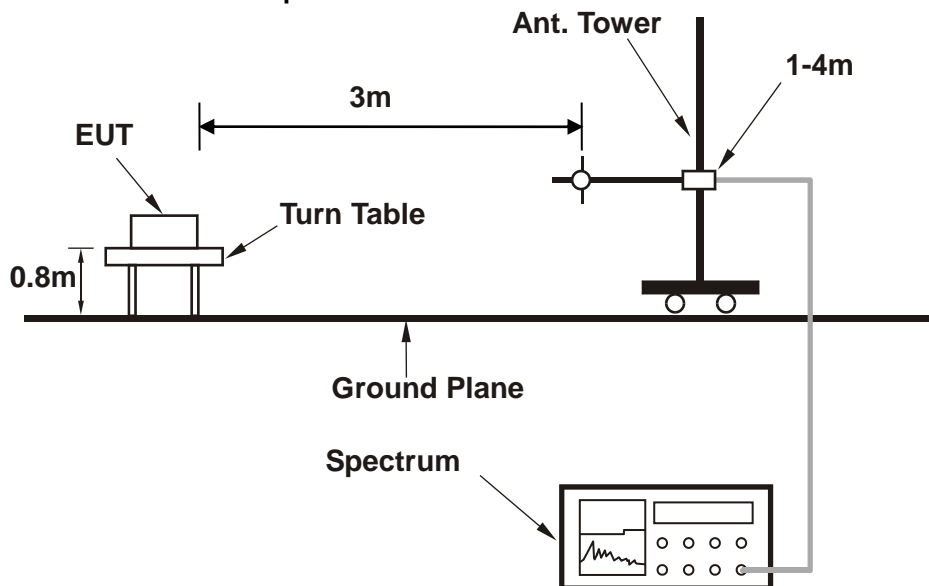 Ant. Tower
1-4m
3m
EUT
Turn Table
0.8m
Ground Plane
Spectrum